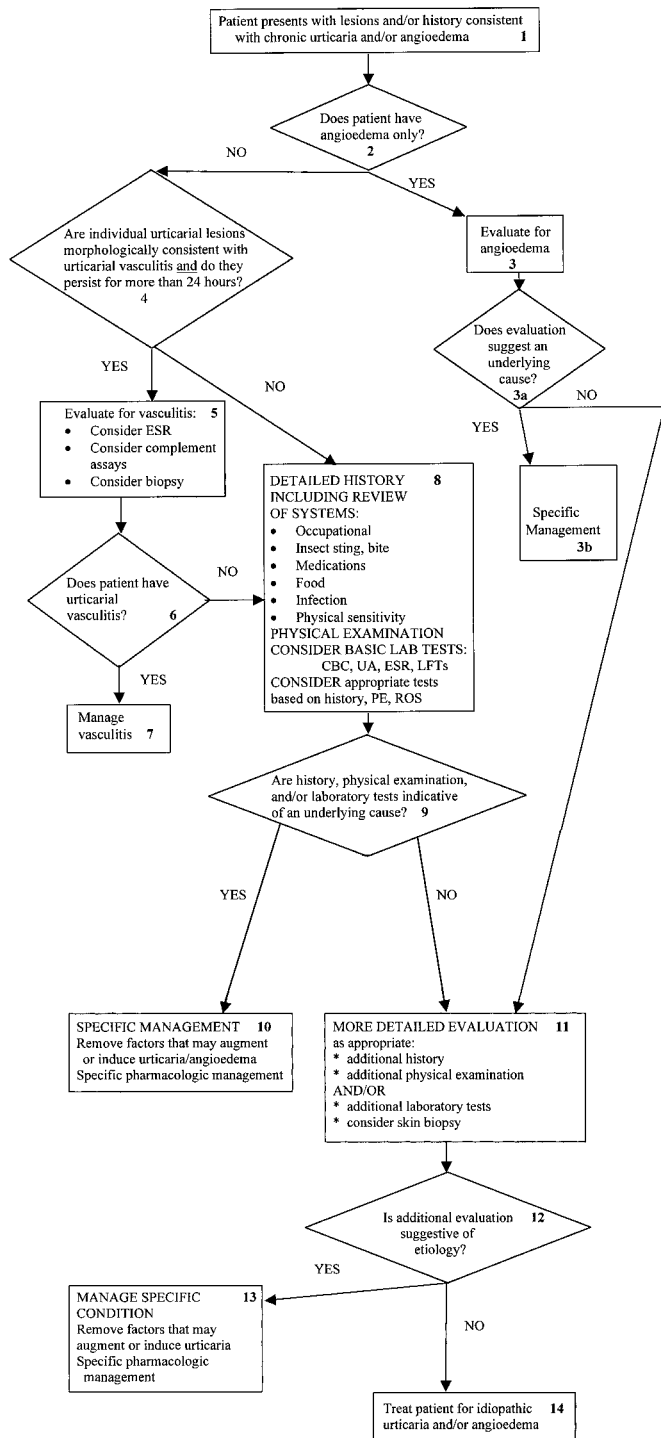 Patient presents with lesions and/or history consistent
with chronic urticaria and/or angioedema 1
Does patient have
angioedema only?
2
NO
YES
Are individual urticarial lesions
morphologically consistent with
urticarial vasculitis and do they
persist for more than 24 hours?
4
Evaluate for
angioedema
3
Does evaluation
suggest an
underlying
cause?
3a
YES
NO
YES
NO
Evaluate for vasculitis: 5
• Consider ESR
• Consider complement
assays
• Consider biopsy
Specific
Management
3b
DETAILED HISTORY 8
INCLUDING REVIEW
OF SYSTEMS:
• Occupational
• Insect sting, bite
• Medications
• Food
• Infection
• Physical sensitivity
PHYSICAL EXAMINATION
CONSIDER BASIC LAB TESTS:
CBC, UA, ESR, LFTs
CONSIDER appropriate tests
based on history, PE, ROS
Does patient have
urticarial
vasculitis? 6
NO
YES
Manage
vasculitis 7
Are history, physical examination,
and/or laboratory tests indicative
of an underlying cause? 9
YES
NO
SPECIFIC MANAGEMENT 10
Remove factors that may augment
or induce urticaria/angioedema
Specific pharmacologic management
MORE DETAILED EVALUATION 11
as appropriate:
* additional history
* additional physical examination
AND/OR
* additional laboratory tests
* consider skin biopsy
Is additional evaluation 12
suggestive of
etiology?
YES
NO
MANAGE SPECIFIC 13
CONDITION
Remove factors that may
augment or induce urticaria
Specific pharmacologic
management
Treat patient for idiopathic 14
urticaria and/or angioedema